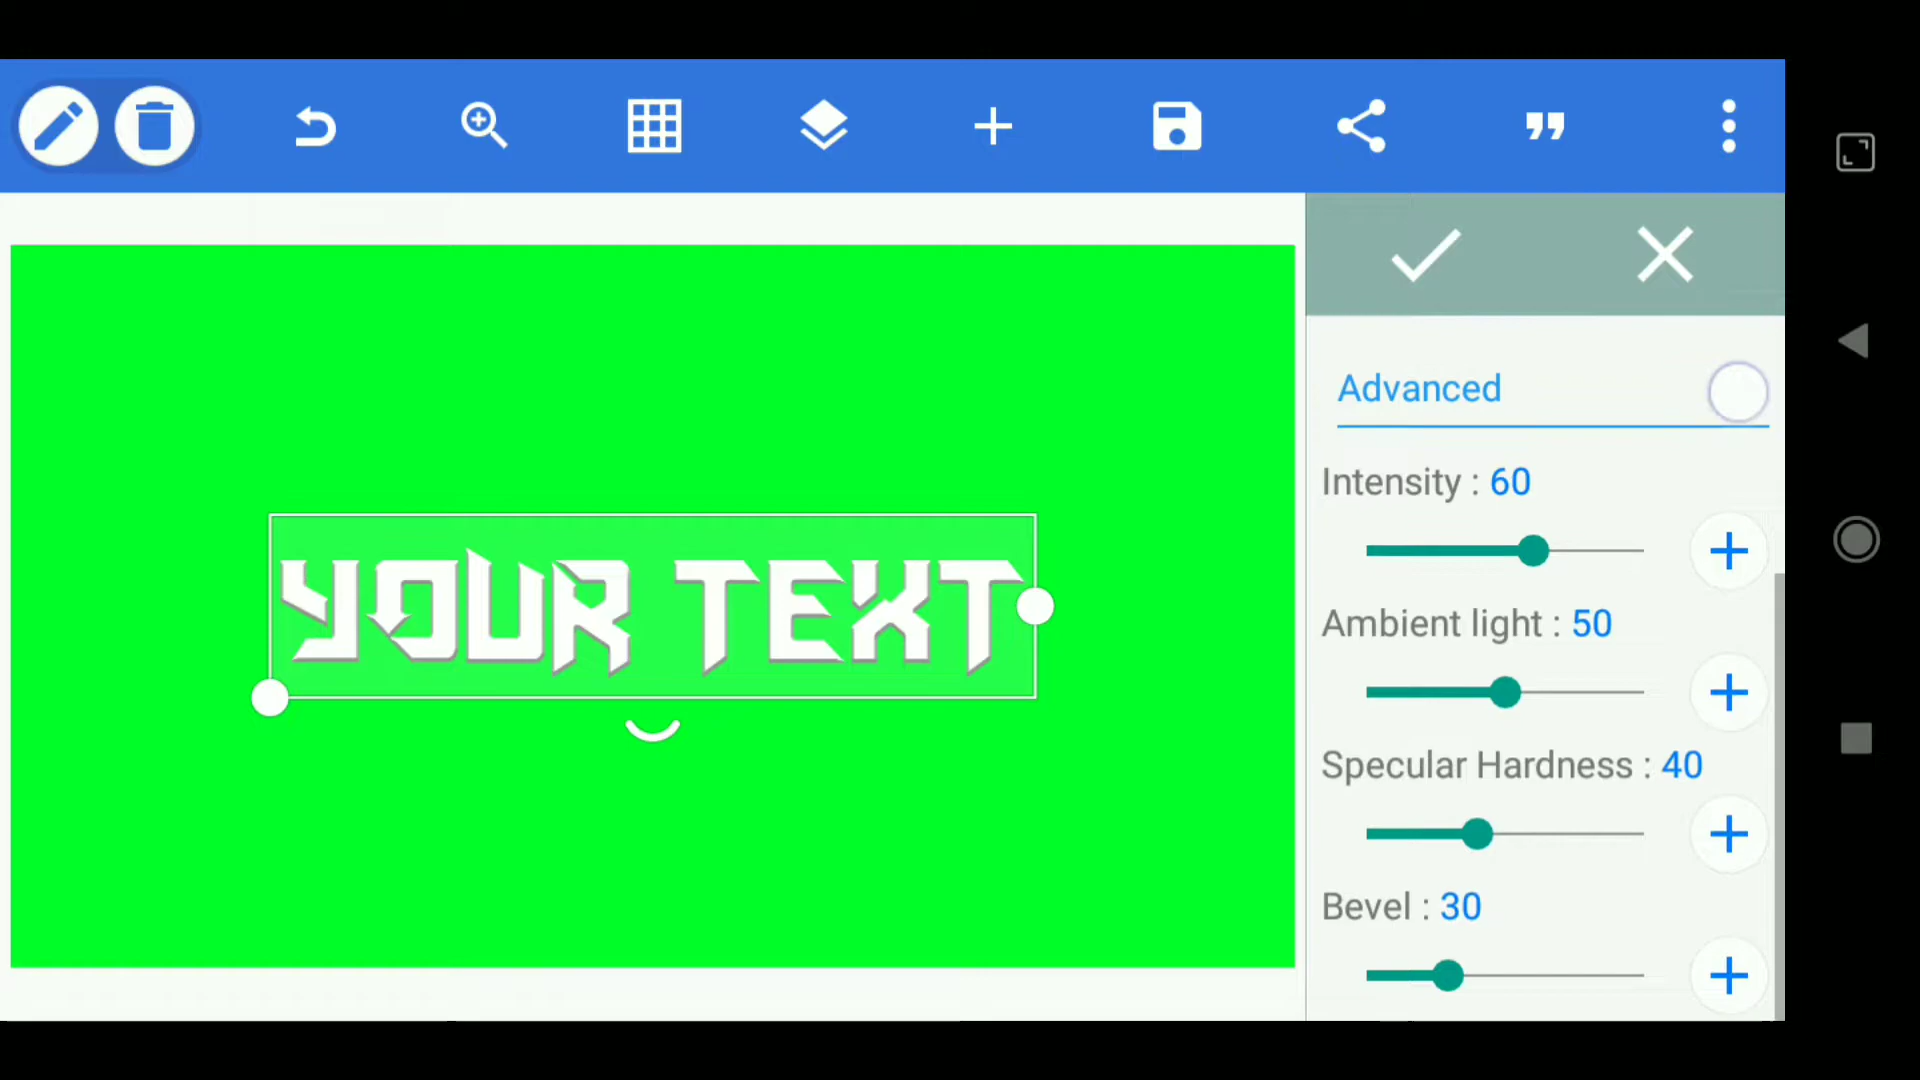 YOUR TEXT
Advanced
Intensity : 60
Ambient light : 50
Specular Hardness : 40
Bevel : 30